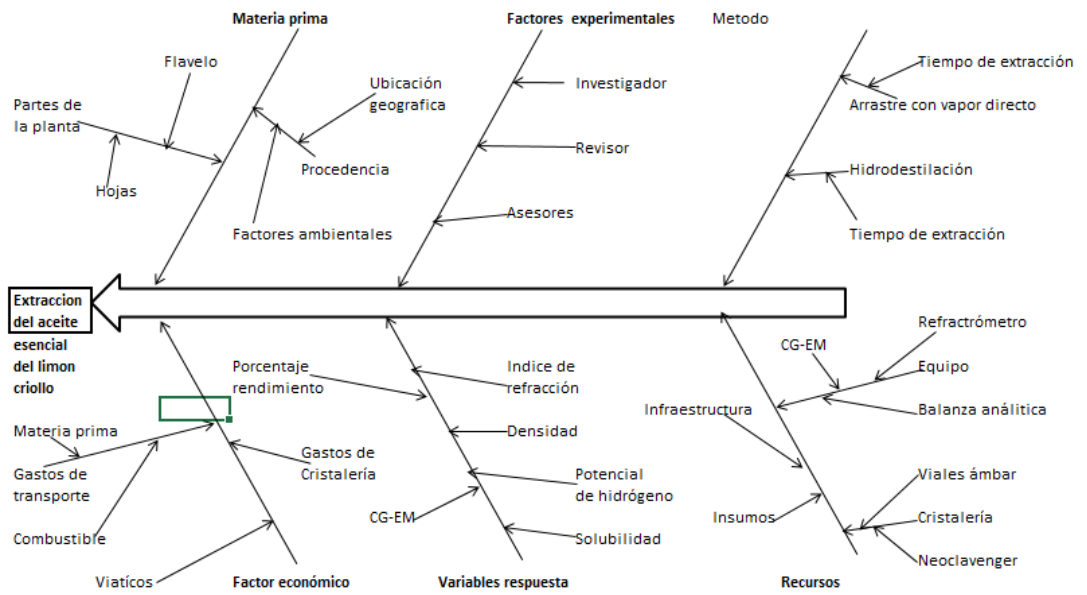 Materia prima
Factores experimentales
Metodo
Flavelo
Partes de
la planta
Hojas
Ubicación
geografica
Procedencia
Factores ambientales
Investigador
Revisor
Asesores
Tiempo de extracción
Arrastre con vapor directo
Hidrodestilación
Tiempo de extracción
Extraccion
del aceite
esencial
del limon
criollo
Materia prima
Gastos de
transporte
Combustible
Viatícos
Gastos de
Cristalería
Factor económico
Porcentaje
rendimiento
CG-EM
Indice de
refracción
Densidad
Potencial
de hidrógeno
Solubilidad
Variables respuesta
Infraestructura
Insumos
CG-EM
Refractrómetro
Equipo
Balanza análitica
Viales ámbar
Cristalería
Neoclavenger
Recursos